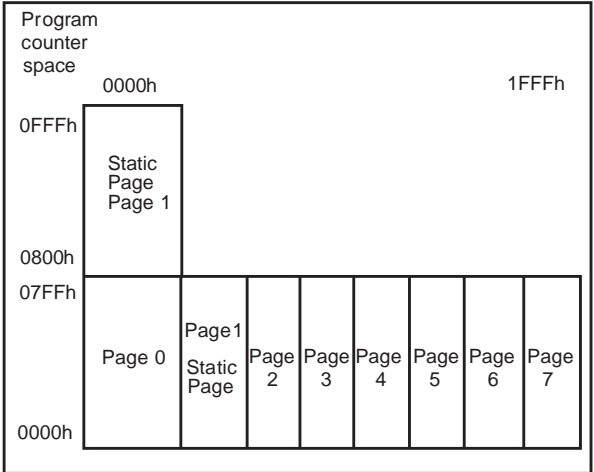 Program
counter
space
0000h
1FFFh
0FFFh
Static
Page
Page 1
0800h
07FFh
Page 0
Page1
Static
Page
Page
2
Page
3
Page
4
Page
5
Page
6
Page
7
0000h